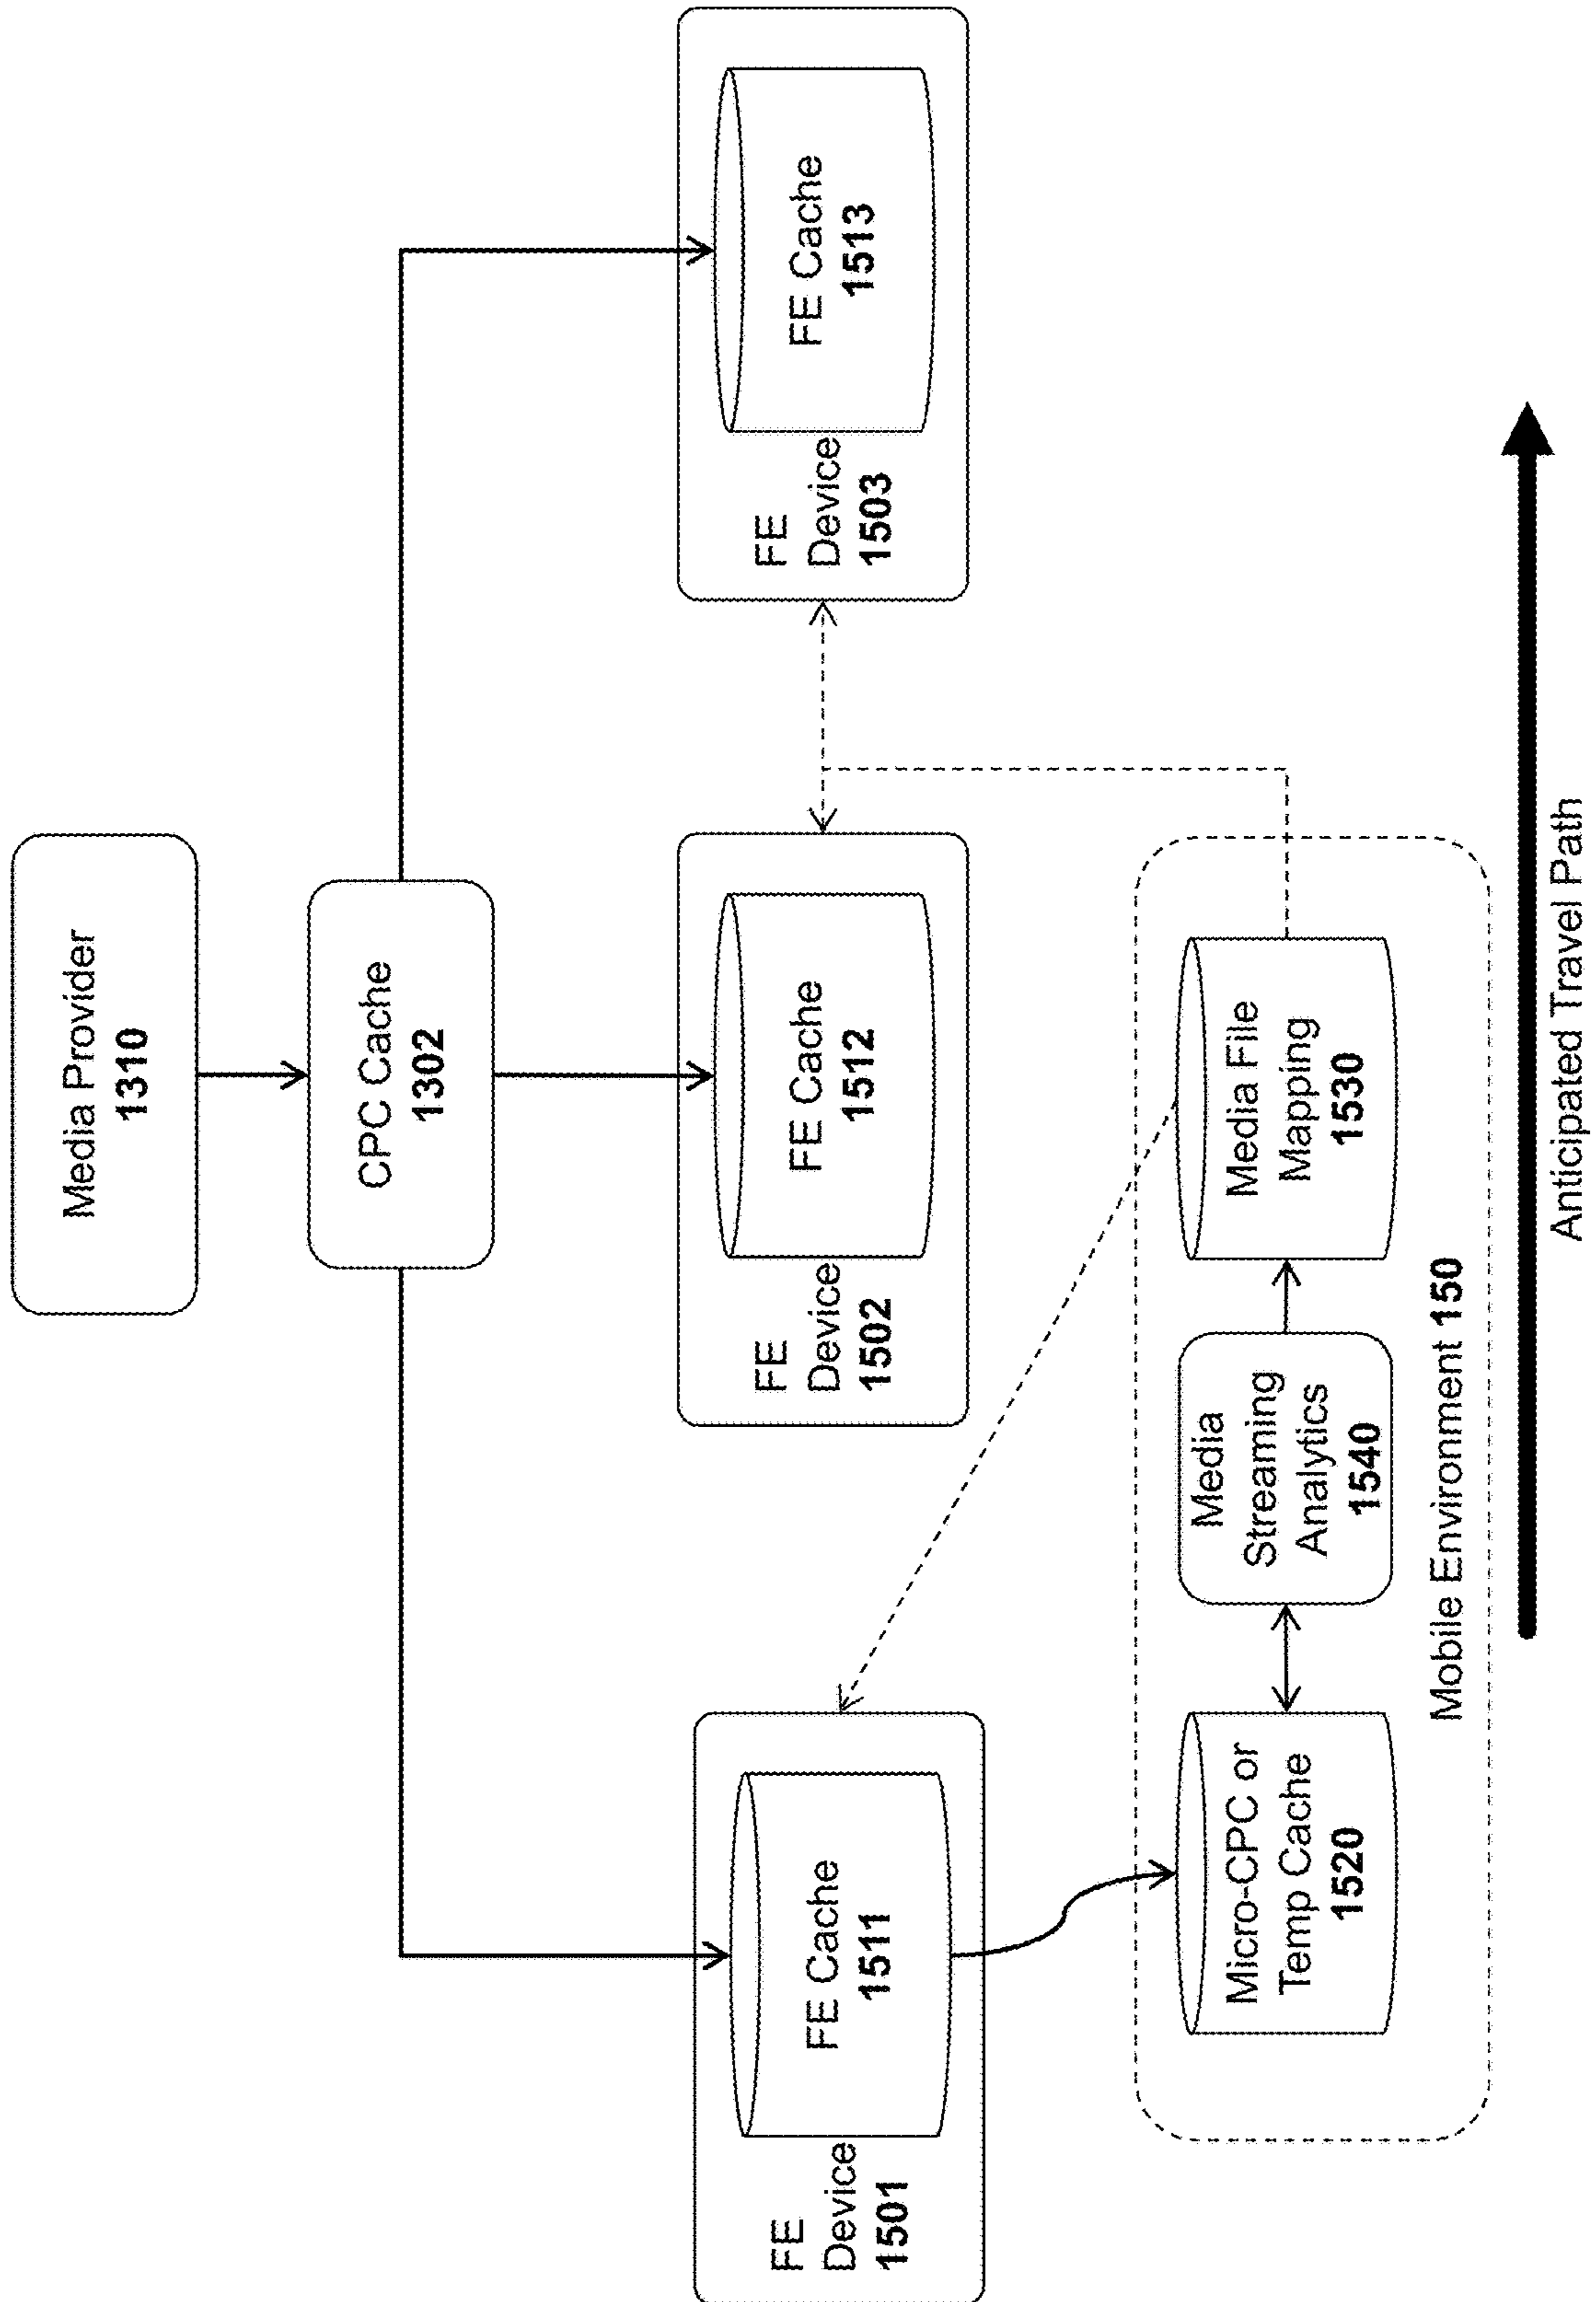 Media Provider
1310
CPC Cache
1302
FE
Device
1501
FE Cache
1511
FE
Device
1502
FE Cache
1512
FE
Device
1503
FE Cache
1513
Micro-CPC or
Temp Cache
1520
Media
Streaming
Analytics
1540
Media File
Mapping
1530
Mobile Environment 150
Anticipated Travel Path